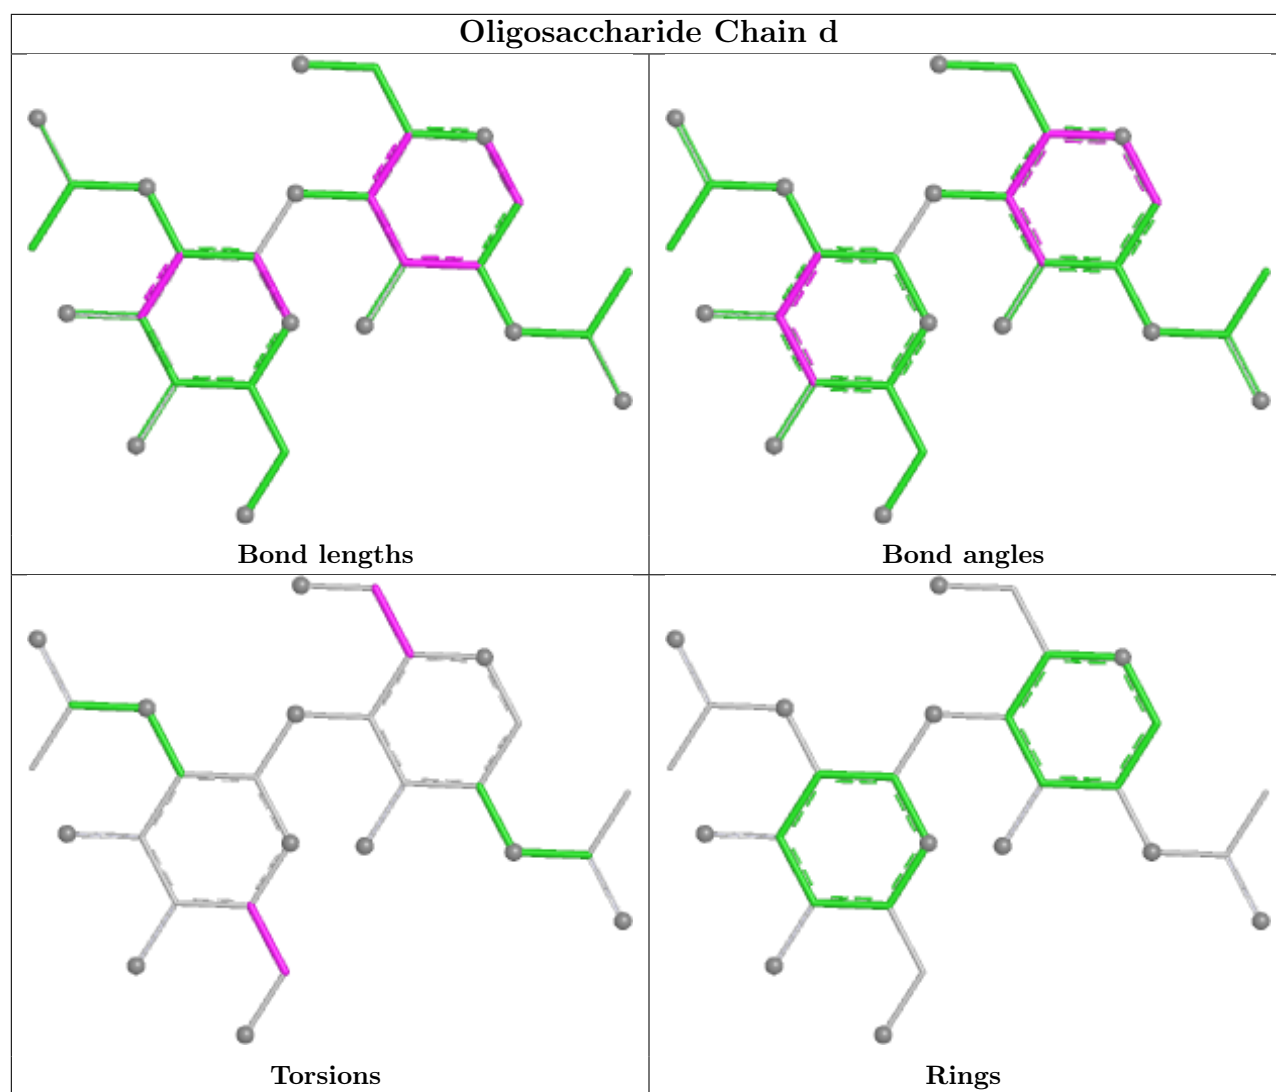 Oligosaccharide Chain d
Bond lengths
Bond angles
Torsions
Rings